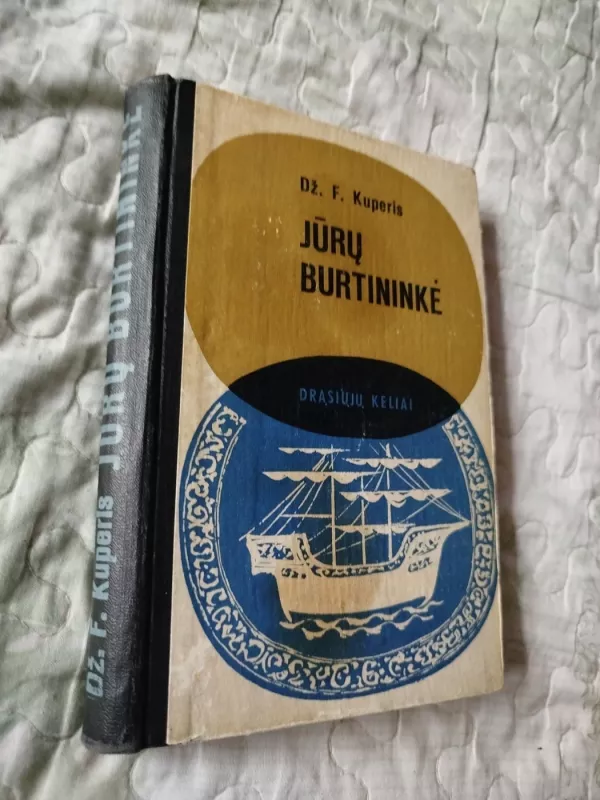 Dž. F. Kuperis
JŪRŲ
BURTININKĖ
DRĄSIŲJŲ KELIAI
Dž. F. Kuperis JŪRŲ BURTININKĖ